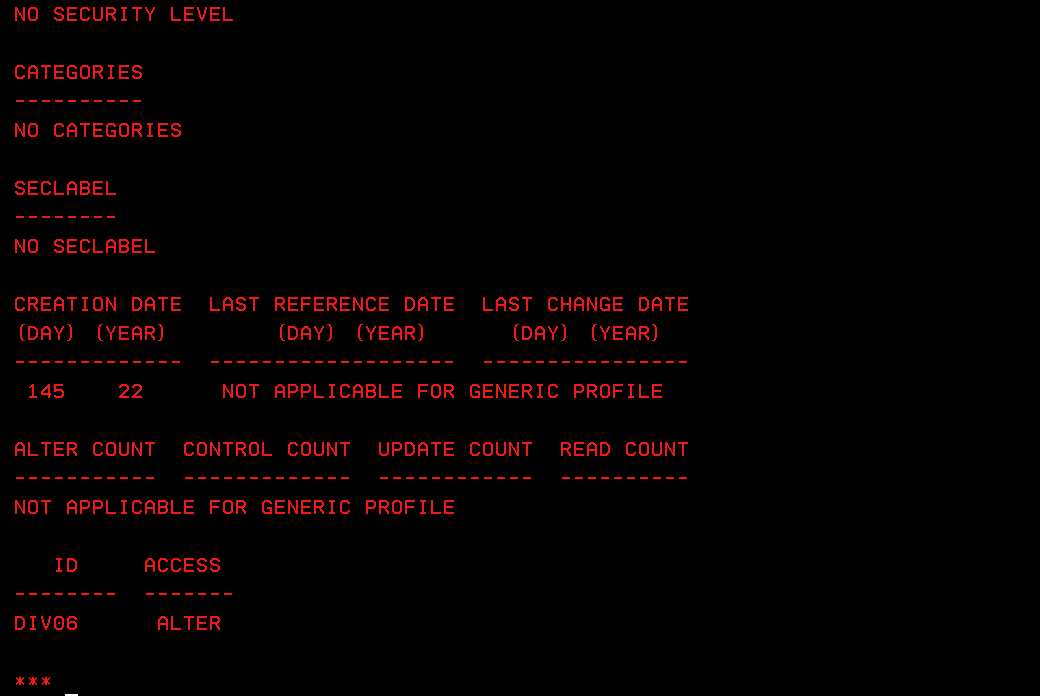 NO SECURITY LEVEL
CATEGORIES
----------
NO CATEGORIES
SECLABEL
--------
NO SECLABEL
CREATION DATE  LAST REFERENCE DATE  LAST CHANGE DATE
(DAY) (YEAR)        (DAY) (YEAR)      (DAY) (YEAR)
-------------  -------------------  ----------------
 145    22      NOT APPLICABLE FOR GENERIC PROFILE
ALTER COUNT  CONTROL COUNT  UPDATE COUNT  READ COUNT
-----------  -------------  ------------  ----------
NOT APPLICABLE FOR GENERIC PROFILE
   ID     ACCESS
--------  -------
DIV06      ALTER
***